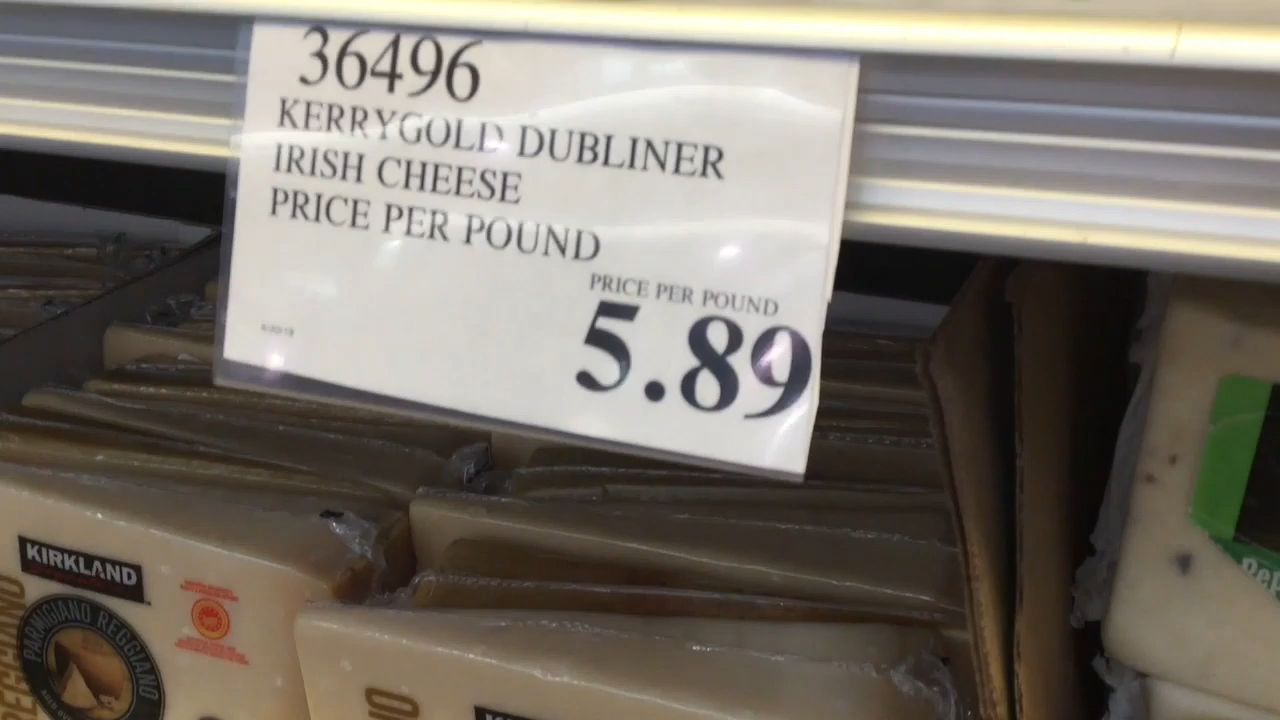 36496
KERRYGOLD DUBLINER
IRISH CHEESE
PRICE PER POUND
PRICE PER POUND
5.89
KIRKLAND
PARMIGIANO REGGIANO